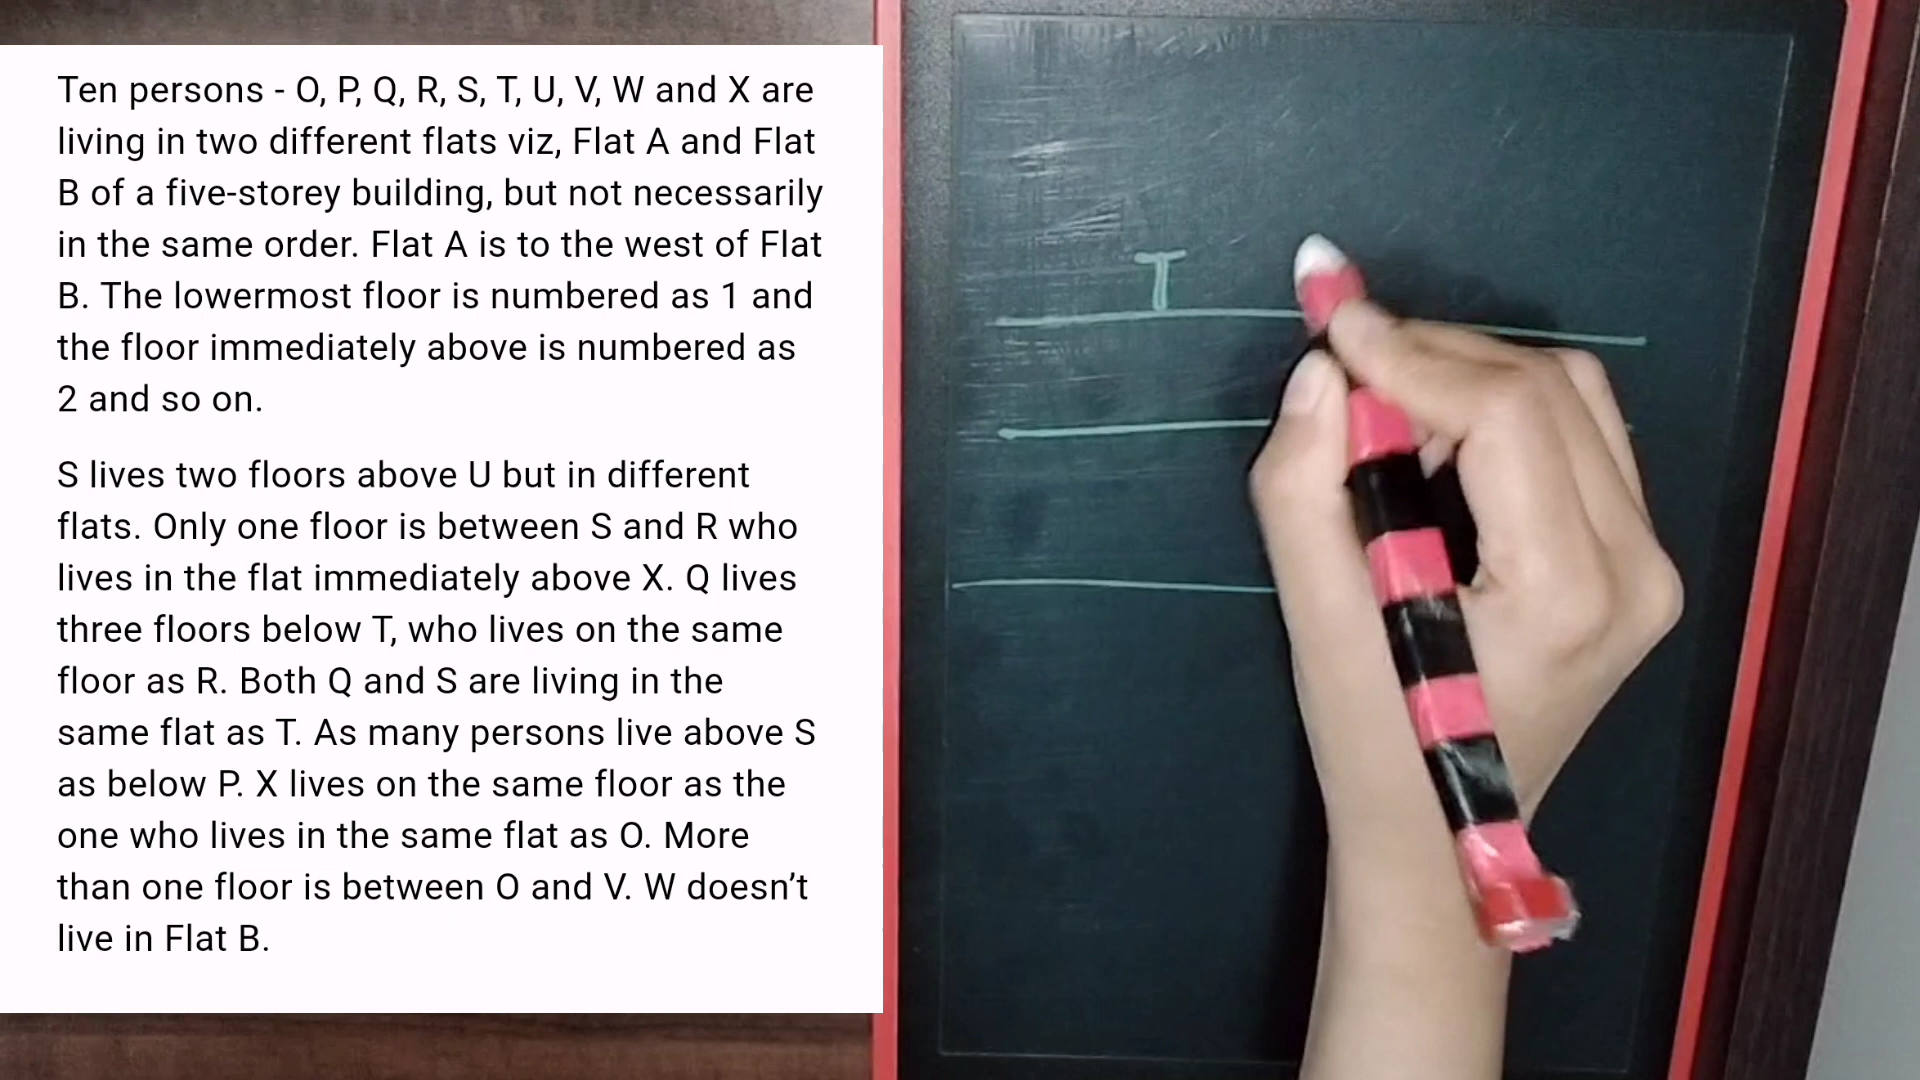 Ten persons - O, P, Q, R, S, T, U, V, W and X are
living in two different flats viz, Flat A and Flat
B of a five-storey building, but not necessarily
in the same order. Flat A is to the west of Flat
B. The lowermost floor is numbered as 1 and
the floor immediately above is numbered as
2 and so on.
S lives two floors above U but in different
flats. Only one floor is between S and R who
lives in the flat immediately above X. Q lives
three floors below T, who lives on the same
floor as R. Both Q and S are living in the
same flat as T. As many persons live above S
as below P. X lives on the same floor as the
one who lives in the same flat as O. More
than one floor is between O and V. W doesn’t
live in Flat B.
T